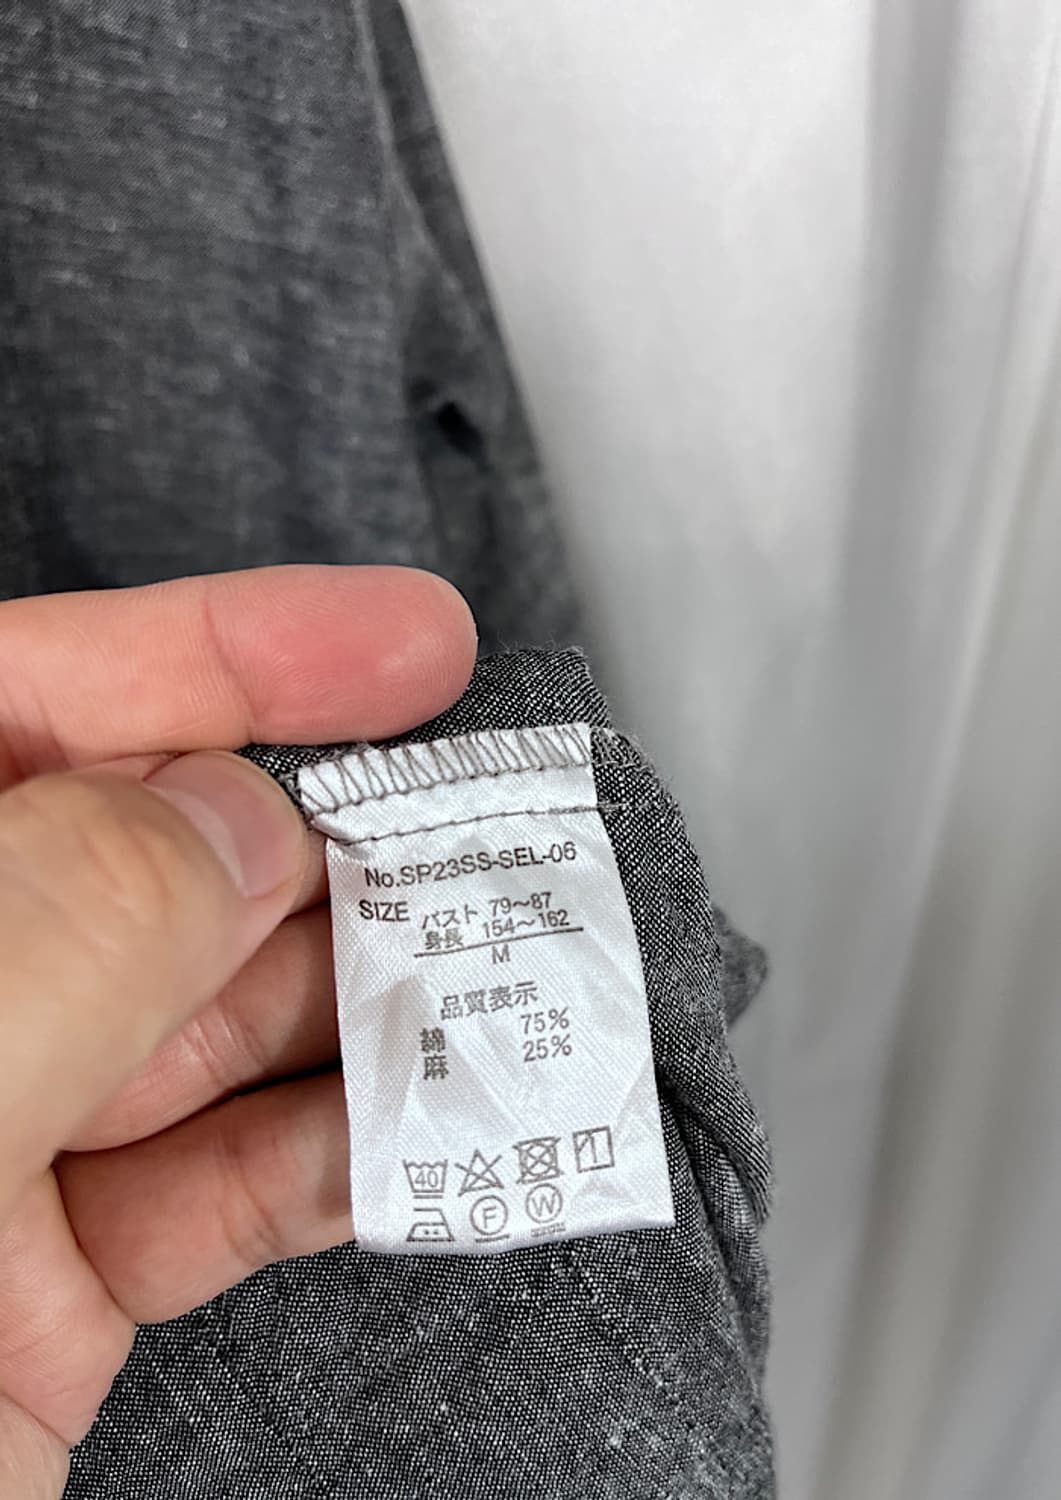 No.SP23SS-SEL-06
SIZE バスト 79〜87
身長 154〜162
M
品質表示
綿 75%
麻 25%
40
F W